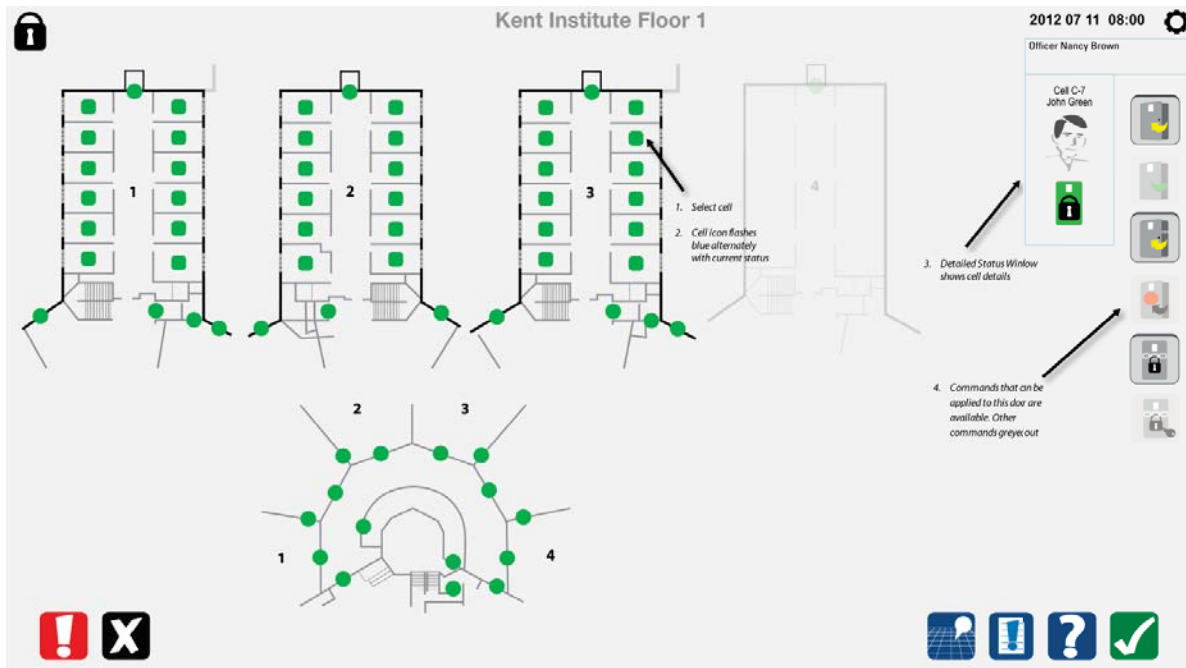 Kent Institute Floor 1
2012 07 11 08:00
Officer Nancy Brown
Cell C-7
John Green
1
2
3
4
1. Select cell
2. Cell icon flashes
blue alternately
with current status
3. Detailed Status Winlow
shows cell details
4. Commands that can be
applied to this door are
available. Other
commands greyed out
2
3
1
4